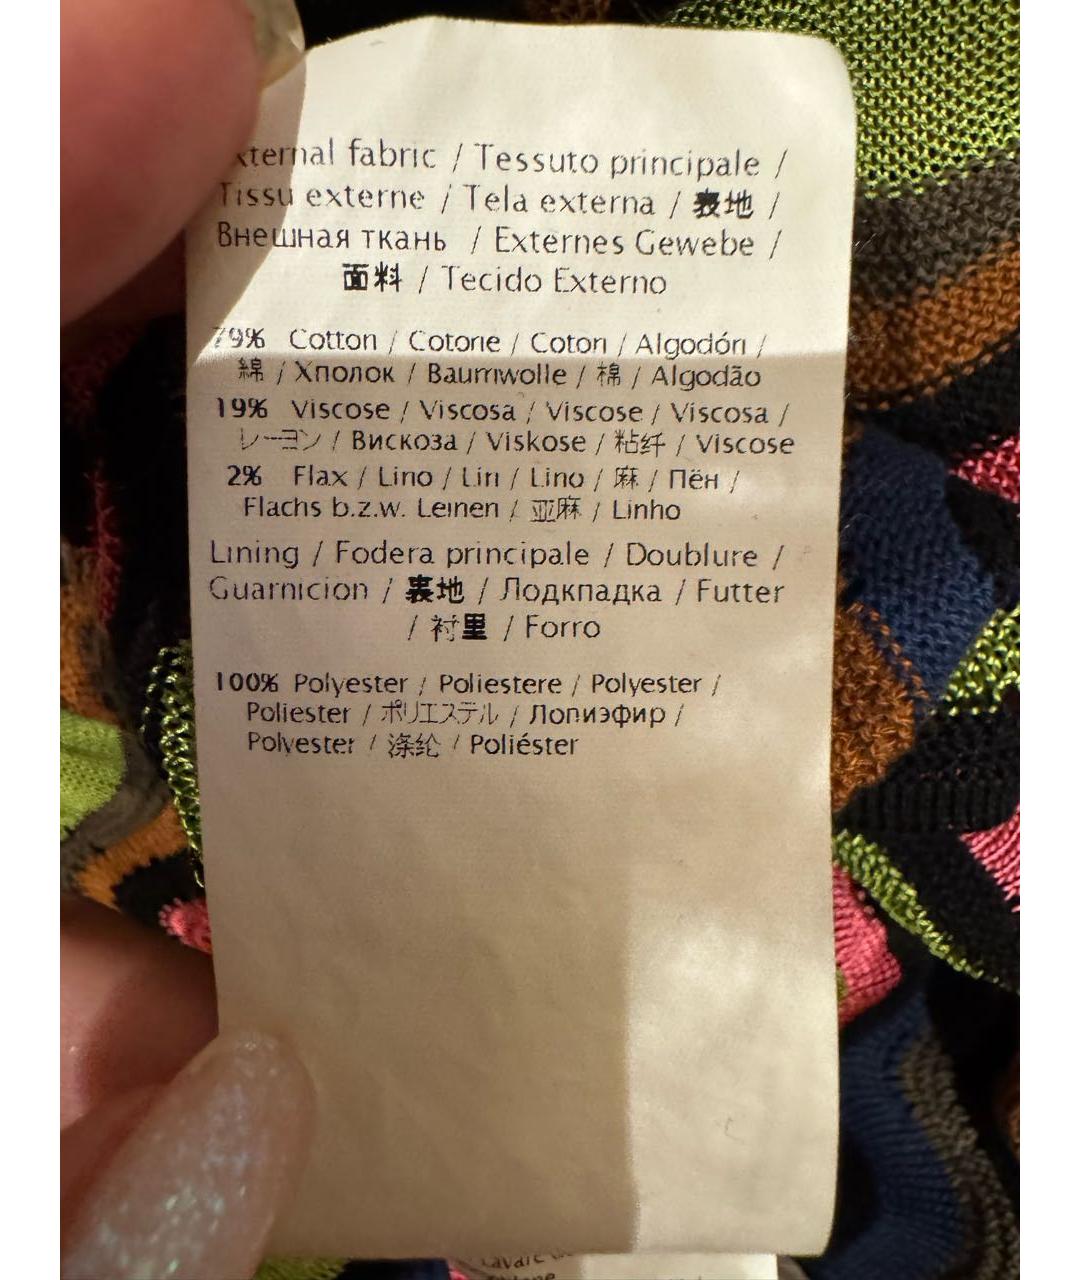 xternal fabric / Tessuto principale /
Tissu externe / Tela externa / 表地 /
Внешная ткань / Externes Gewebe /
面料 / Tecido Externo
79% Cotton / Cotone / Coton / Algodón /
綿 / Хполок / Baumwolle / 棉 / Algodão
19% Viscose / Viscosa / Viscose / Viscosa /
レーヨン / Вискоза / Viskose / 粘纤 / Viscose
2% Flax / Lino / Lin / Lino / 麻 / Пён /
Flachs b.z.w. Leinen / 亚麻 / Linho
Lining / Fodera principale / Doublure /
Guarnicion / 裏地 / Подкпадка / Futter
/ 衬里 / Forro
100% Polyester / Poliestere / Polyester /
Poliester / ポリエステル / Попиэфир /
Polyester / 涤纶 / Poliéster